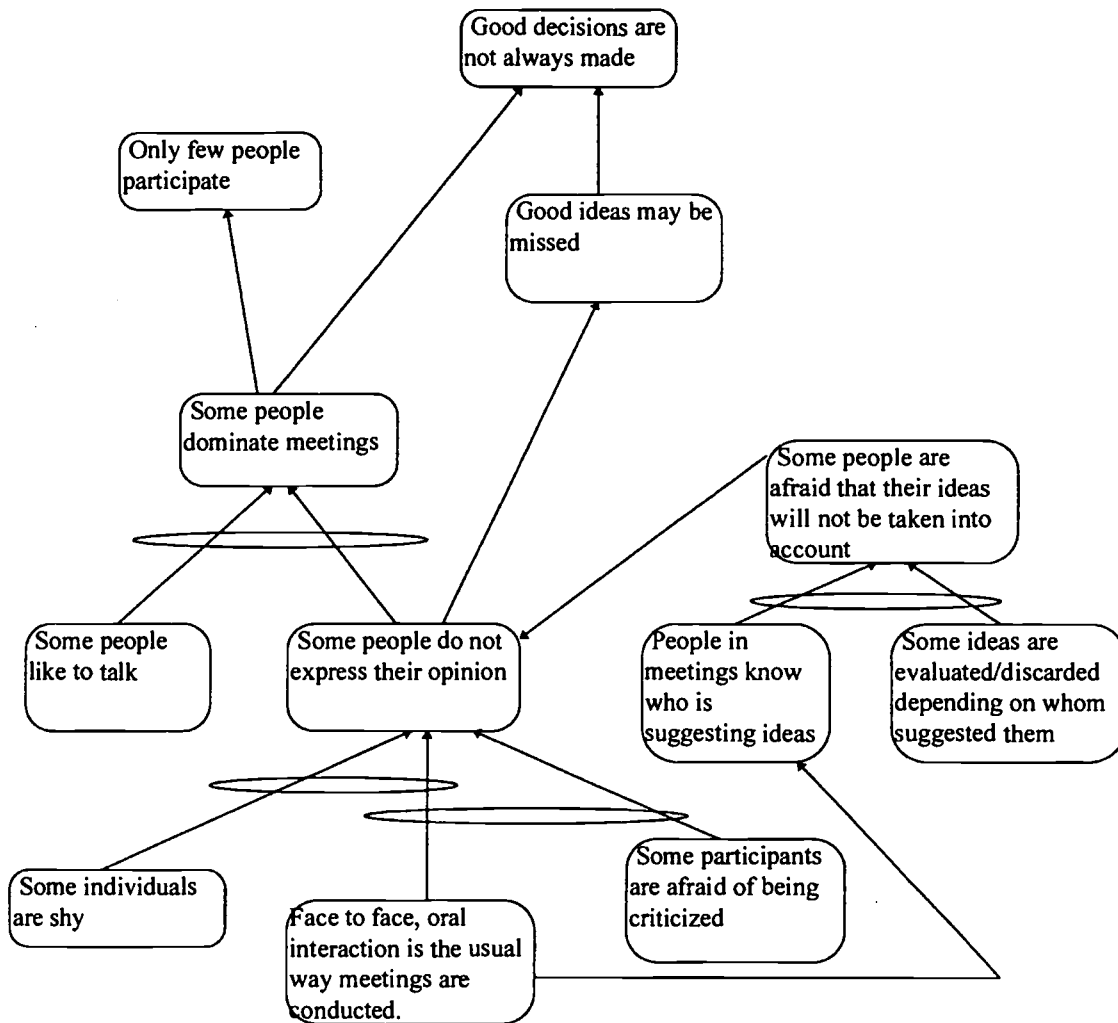 Good decisions are
not always made
Only few people
participate
Good ideas may be
missed
Some people
dominate meetings
Some people are
afraid that their ideas
will not be taken into
account
Some people
like to talk
Some people do not
express their opinion
People in
meetings know
who is
suggesting ideas
Some ideas are
evaluated/discarded
depending on whom
suggested them
Some individuals
are shy
Face to face, oral
interaction is the usual
way meetings are
conducted.
Some participants
are afraid of being
criticized